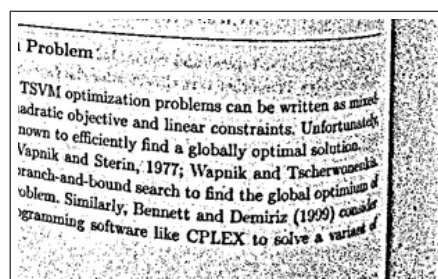 Problem
TSVM optimization problems can be written as mixed
adratic objective and linear constraints. Unfortunately,
nown to efficiently find a globally optimal solution.
Vapnik and Sterin, 1977; Wapnik and Tscherwonenkis,
ranch-and-bound search to find the global optimium of
oblem. Similarly, Bennett and Demiriz (1999) consider
ogramming software like CPLEX to solve a variant of